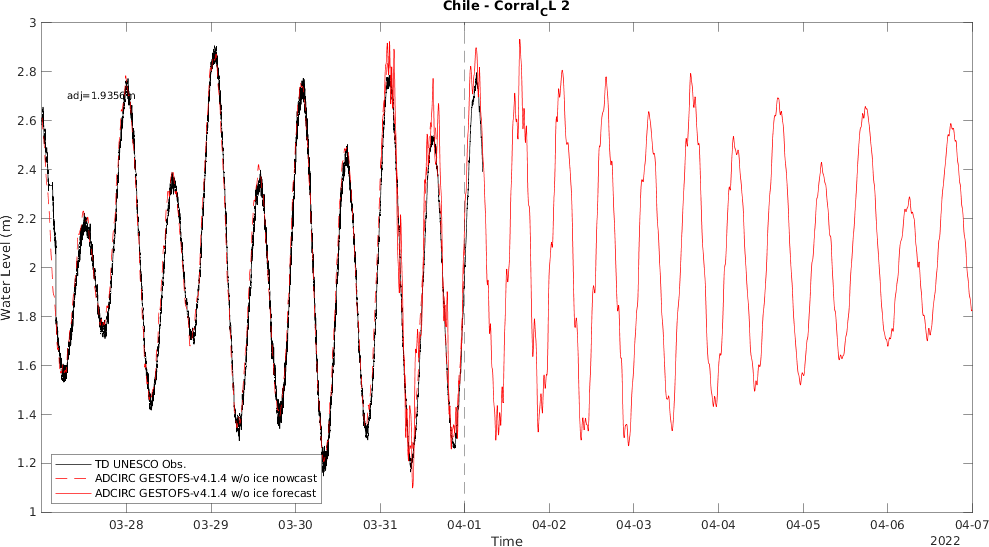 Chile - Corral_CL 2
3
2.8
adj=1.9356m
2.6
2.4
2.2
2
1.8
1.6
1.4
1.2
1
Water Level (m)
TD UNESCO Obs.
ADCIRC GESTOFS-v4.1.4 w/o ice nowcast
ADCIRC GESTOFS-v4.1.4 w/o ice forecast
03-28 03-29 03-30 03-31 04-01 04-02 04-03 04-04 04-05 04-06 04-07
Time
2022